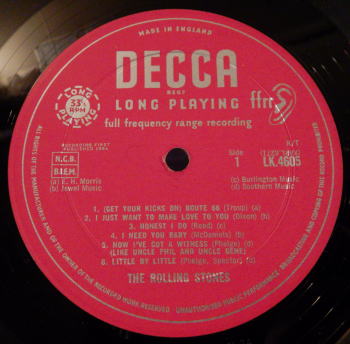 MADE IN ENGLAND
DECCA
REGD
LONG PLAYING
ffrr
full frequency range recording
LONG PLAYING
33⅓
RPM
RECORDING FIRST
PUBLISHED 1964
R/T
N.C.B.
B.I.E.M.
Side
1
LK.4605
(a) E. H. Morris
(b) Jewel Music
(c) Burlington Music
(d) Southern Music
1. (GET YOUR KICKS ON) ROUTE 66 (Troup) (a)
2. I JUST WANT TO MAKE LOVE TO YOU (Dixon) (b)
3. HONEST I DO (Reed)
4. I NEED YOU BABY (McDaniels)
5. NOW I'VE GOT A WITNESS (Phelge) (d)
(LIKE UNCLE PHIL AND UNCLE GENE)
6. LITTLE BY LITTLE (Phelge, Spector) (d)
THE ROLLING STONES
ALL RIGHTS OF THE MANUFACTURER AND OF THE OWNER OF THE RECORDED WORK RESERVED UNAUTHORISED PUBLIC PERFORMANCE, BROADCASTING AND COPYING OF THIS RECORD PROHIBITED